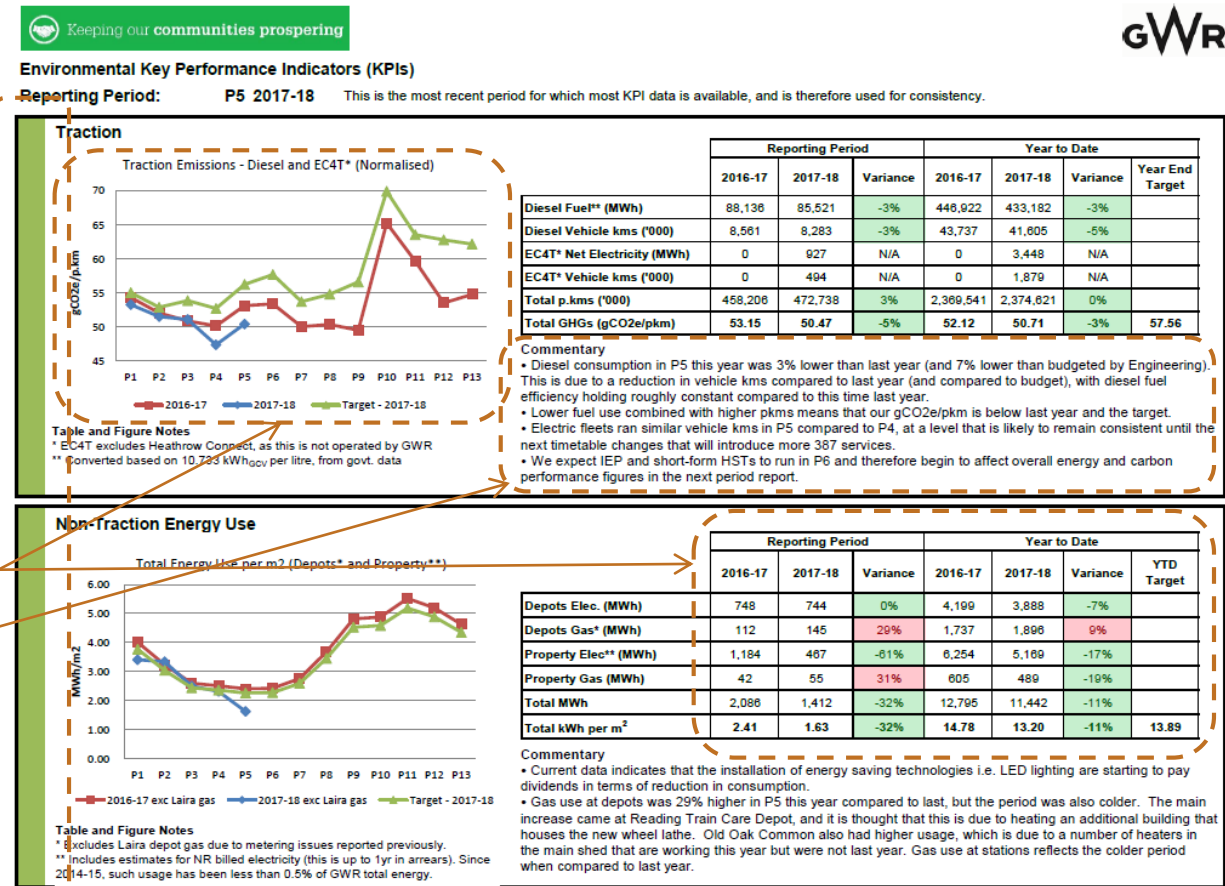 Keeping our communities prospering
GWR
Environmental Key Performance Indicators (KPIs)
Reporting Period: P5 2017-18 This is the most recent period for which most KPI data is available, and is therefore used for consistency.
Traction
Traction Emissions - Diesel and EC4T* (Normalised)
gCO2e/p.km
70
65
60
55
50
45
P1 P2 P3 P4 P5 P6 P7 P8 P9 P10 P11 P12 P13
2016-17 2017-18 Target - 2017-18
Table and Figure Notes
* EC4T excludes Heathrow Connect, as this is not operated by GWR
** Converted based on 10.733 kWhGCV per litre, from govt. data
Reporting Period Year to Date
2016-17 2017-18 Variance 2016-17 2017-18 Variance Year End Target
Diesel Fuel** (MWh) 88,136 85,521 -3% 446,922 433,182 -3%
Diesel Vehicle kms ('000) 8,561 8,283 -3% 43,737 41,605 -5%
EC4T* Net Electricity (MWh) 0 927 N/A 0 3,448 N/A
EC4T* Vehicle kms ('000) 0 494 N/A 0 1,879 N/A
Total p.kms ('000) 458,206 472,738 3% 2,369,541 2,374,621 0%
Total GHGs (gCO2e/pkm) 53.15 50.47 -5% 52.12 50.71 -3% 57.56
Commentary
• Diesel consumption in P5 this year was 3% lower than last year (and 7% lower than budgeted by Engineering).
This is due to a reduction in vehicle kms compared to last year (and compared to budget), with diesel fuel
efficiency holding roughly constant compared to this time last year.
• Lower fuel use combined with higher pkms means that our gCO2e/pkm is below last year and the target.
• Electric fleets ran similar vehicle kms in P5 compared to P4, at a level that is likely to remain consistent until the
next timetable changes that will introduce more 387 services.
• We expect IEP and short-form HSTs to run in P6 and therefore begin to affect overall energy and carbon
performance figures in the next period report.
Non-Traction Energy Use
Total Energy Use per m2 (Depots* and Property**)
MWh/m2
6.00
5.00
4.00
3.00
2.00
1.00
0.00
P1 P2 P3 P4 P5 P6 P7 P8 P9 P10 P11 P12 P13
2016-17 exc Laira gas 2017-18 exc Laira gas Target - 2017-18
Table and Figure Notes
* Excludes Laira depot gas due to metering issues reported previously.
** Includes estimates for NR billed electricity (this is up to 1yr in arrears). Since
2014-15, such usage has been less than 0.5% of GWR total energy.
Reporting Period Year to Date
2016-17 2017-18 Variance 2016-17 2017-18 Variance YTD Target
Depots Elec. (MWh) 748 744 0% 4,199 3,888 -7%
Depots Gas* (MWh) 112 145 29% 1,737 1,896 9%
Property Elec** (MWh) 1,184 467 -61% 6,254 5,169 -17%
Property Gas (MWh) 42 55 31% 605 489 -19%
Total MWh 2,086 1,412 -32% 12,795 11,442 -11%
Total kWh per m² 2.41 1.63 -32% 14.78 13.20 -11% 13.89
Commentary
• Current data indicates that the installation of energy saving technologies i.e. LED lighting are starting to pay
dividends in terms of reduction in consumption.
• Gas use at depots was 29% higher in P5 this year compared to last, but the period was also colder. The main
increase came at Reading Train Care Depot, and it is thought that this is due to heating an additional building that
houses the new wheel lathe. Old Oak Common also had higher usage, which is due to a number of heaters in
the main shed that are working this year but were not last year. Gas use at stations reflects the colder period
when compared to last year.